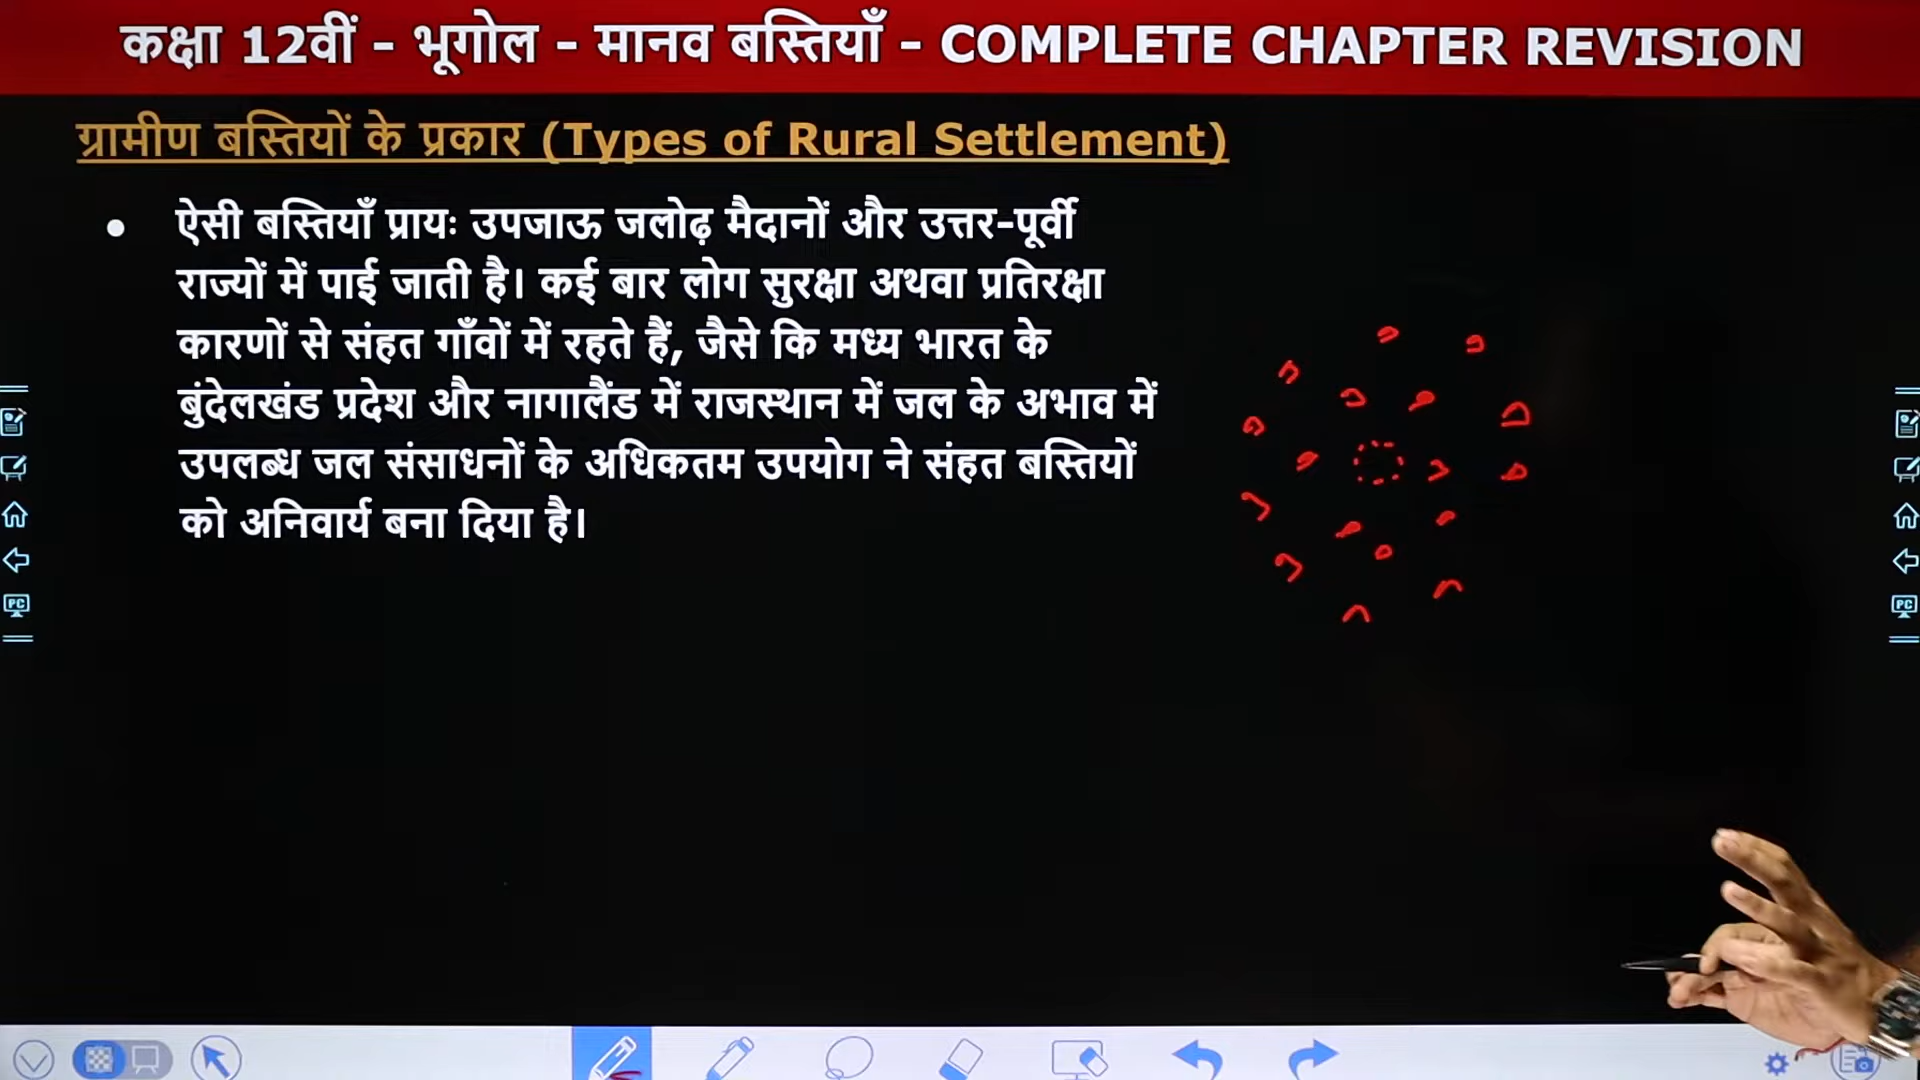 कक्षा 12वीं - भूगोल - मानव बस्तियाँ - COMPLETE CHAPTER REVISION
ग्रामीण बस्तियों के प्रकार (Types of Rural Settlement)
• ऐसी बस्तियाँ प्रायः उपजाऊ जलोढ़ मैदानों और उत्तर-पूर्वी
राज्यों में पाई जाती है। कई बार लोग सुरक्षा अथवा प्रतिरक्षा
कारणों से संहत गाँवों में रहते हैं, जैसे कि मध्य भारत के
बुंदेलखंड प्रदेश और नागालैंड में राजस्थान में जल के अभाव में
उपलब्ध जल संसाधनों के अधिकतम उपयोग ने संहत बस्तियों
को अनिवार्य बना दिया है।
PC
PC